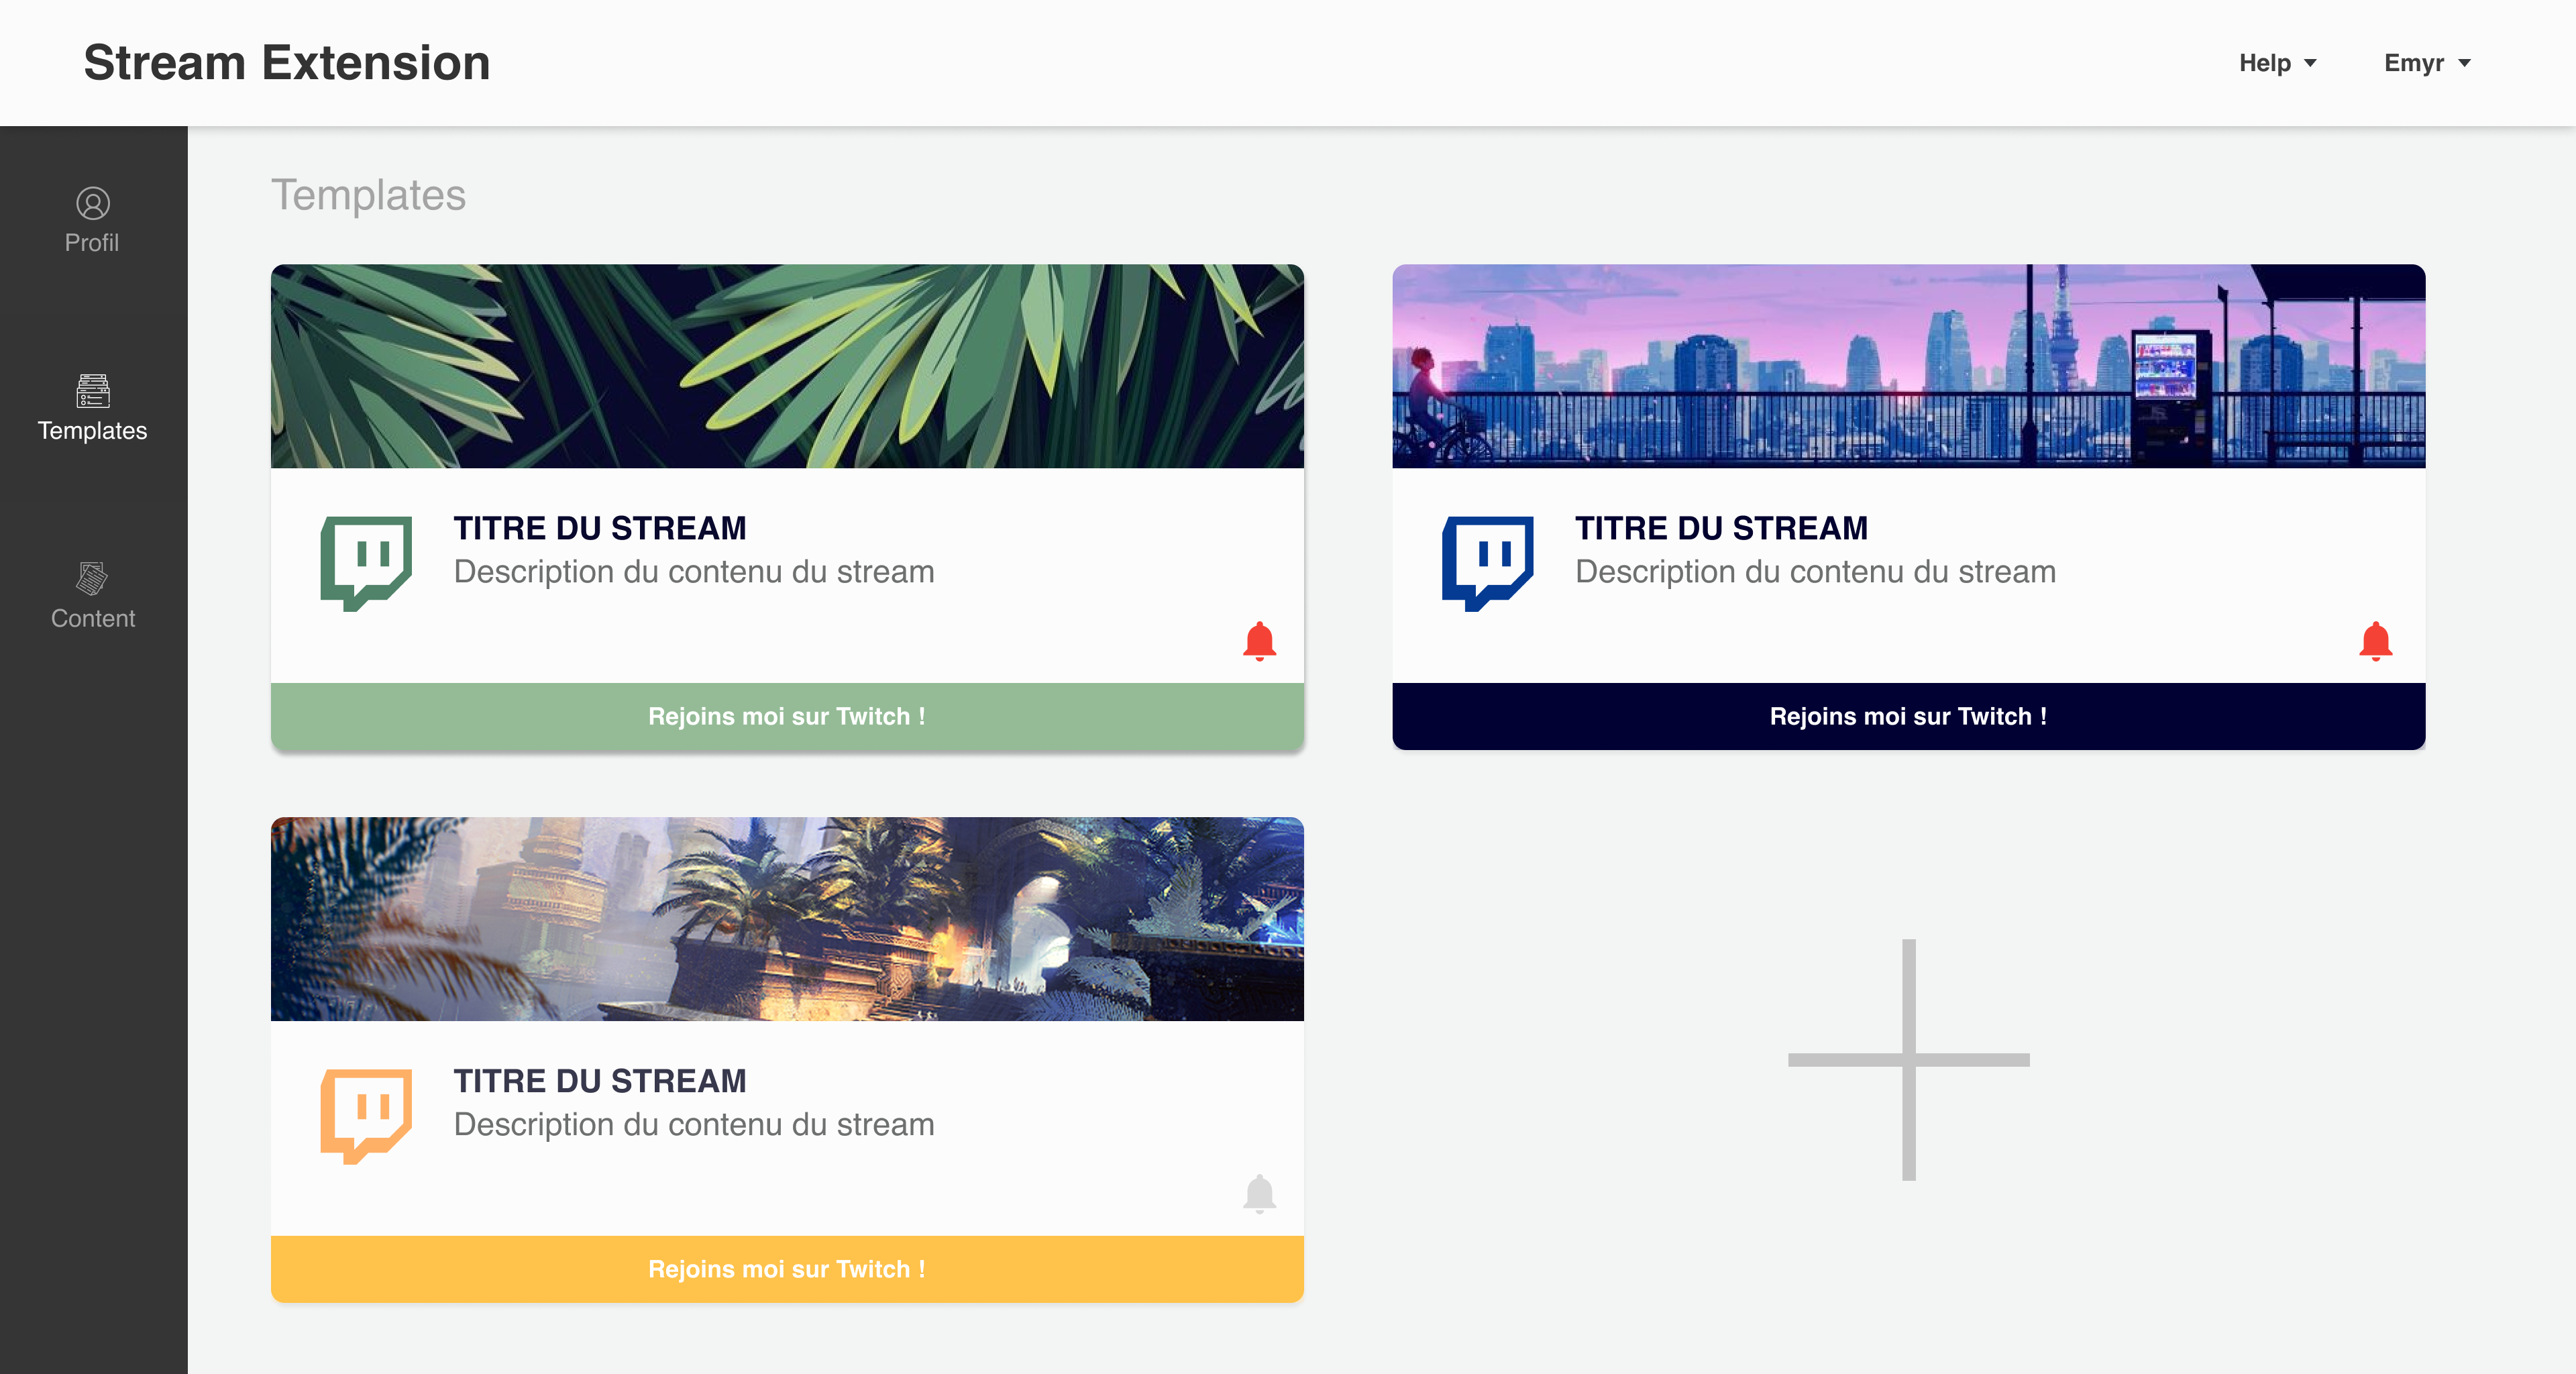 Stream Extension
Help
Emyr
Profil
Templates
Content
Templates
TITRE DU STREAM
Description du contenu du stream
Rejoins moi sur Twitch !
TITRE DU STREAM
Description du contenu du stream
Rejoins moi sur Twitch !
TITRE DU STREAM
Description du contenu du stream
Rejoins moi sur Twitch !